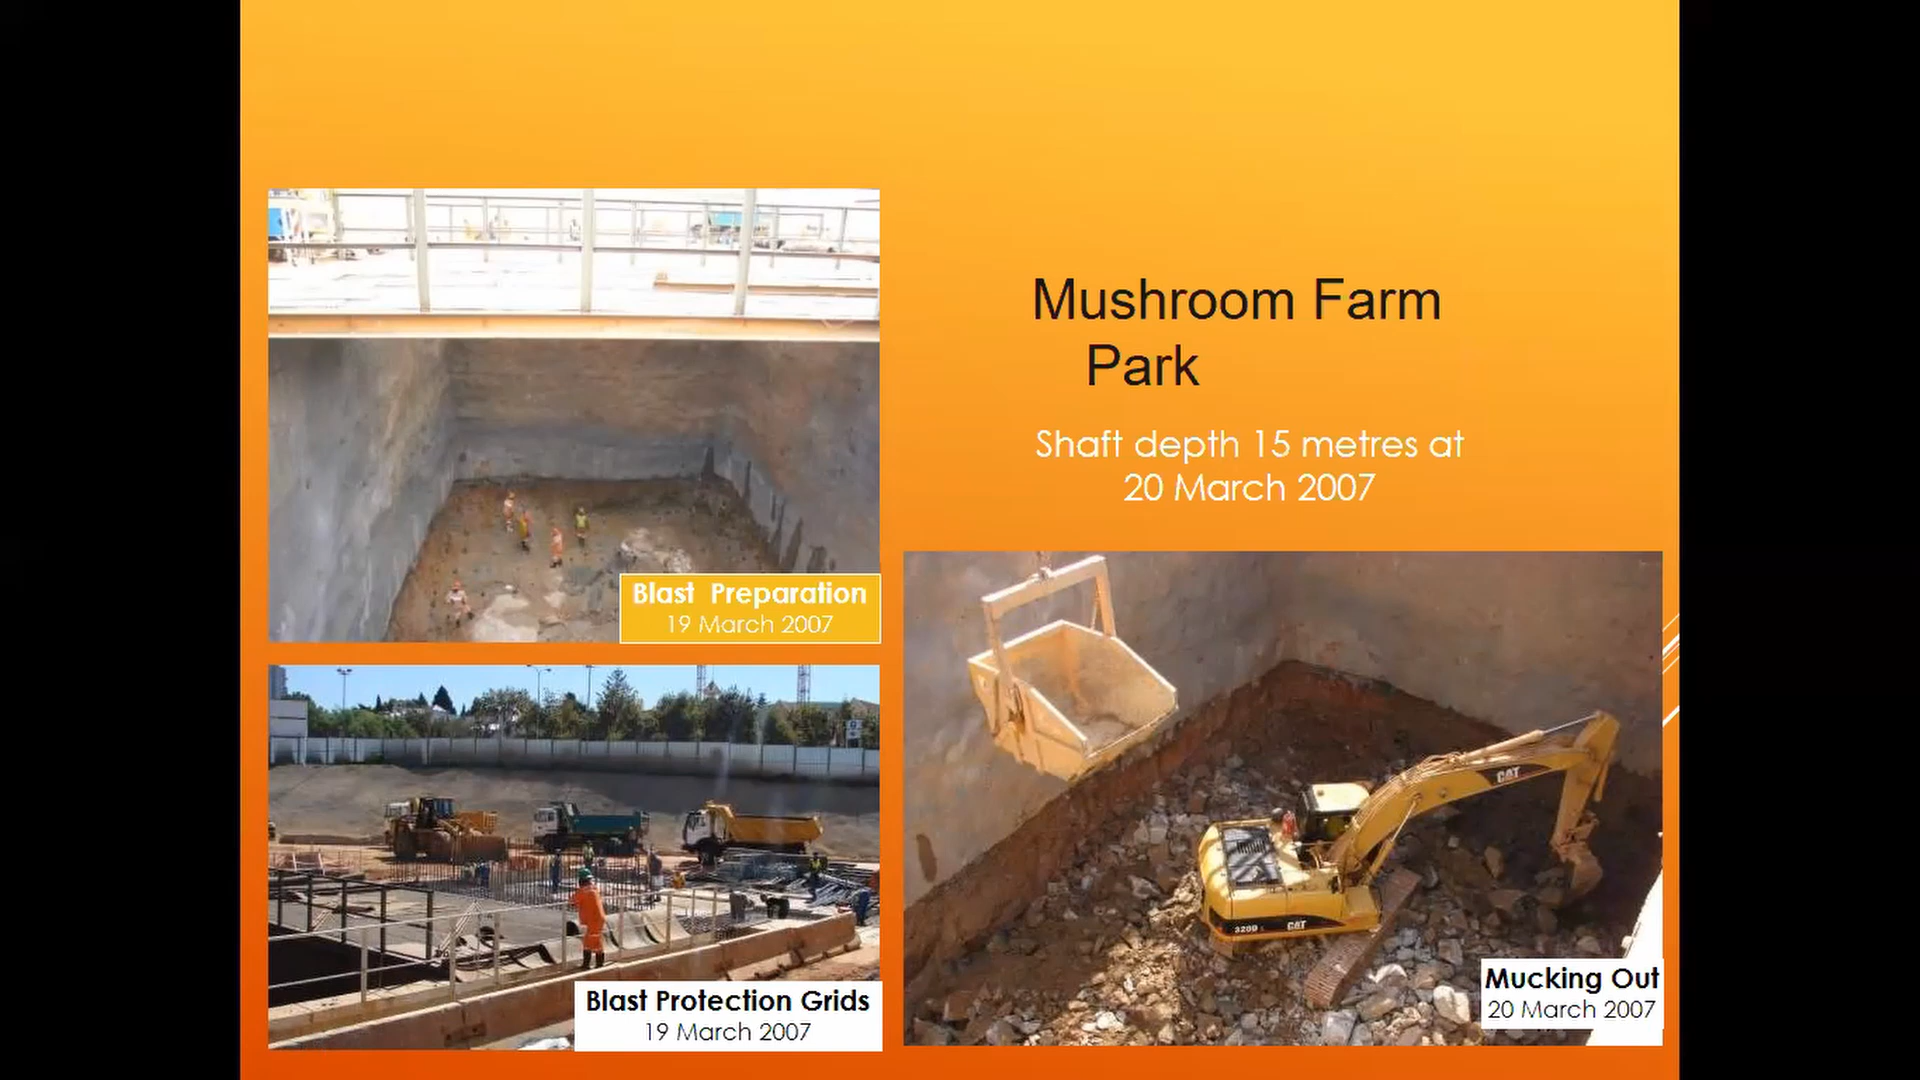 Mushroom Farm
Park
Shaft depth 15 metres at
20 March 2007
Blast Preparation
19 March 2007
Blast Protection Grids
19 March 2007
CAT
320D
CAT
Mucking Out
20 March 2007